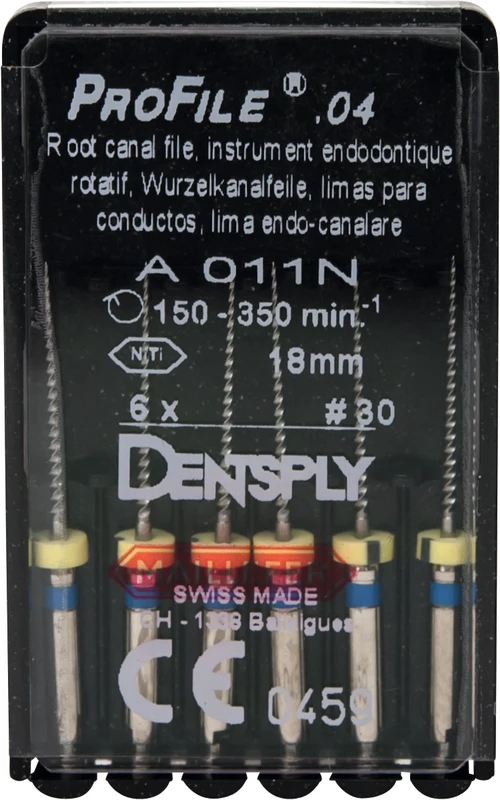 PROFILE ® .04
Root canal file, instrument endodontique
rotatif, Wurzelkanalfeile, limas para
conductos, lima endo-canalare
A 011N
150 - 350 min.-1
NiTi 18mm
6 x #30
DENTSPLY
MAILLEFER
SWISS MADE
CH - 1338 Ballaigues
CE 0459